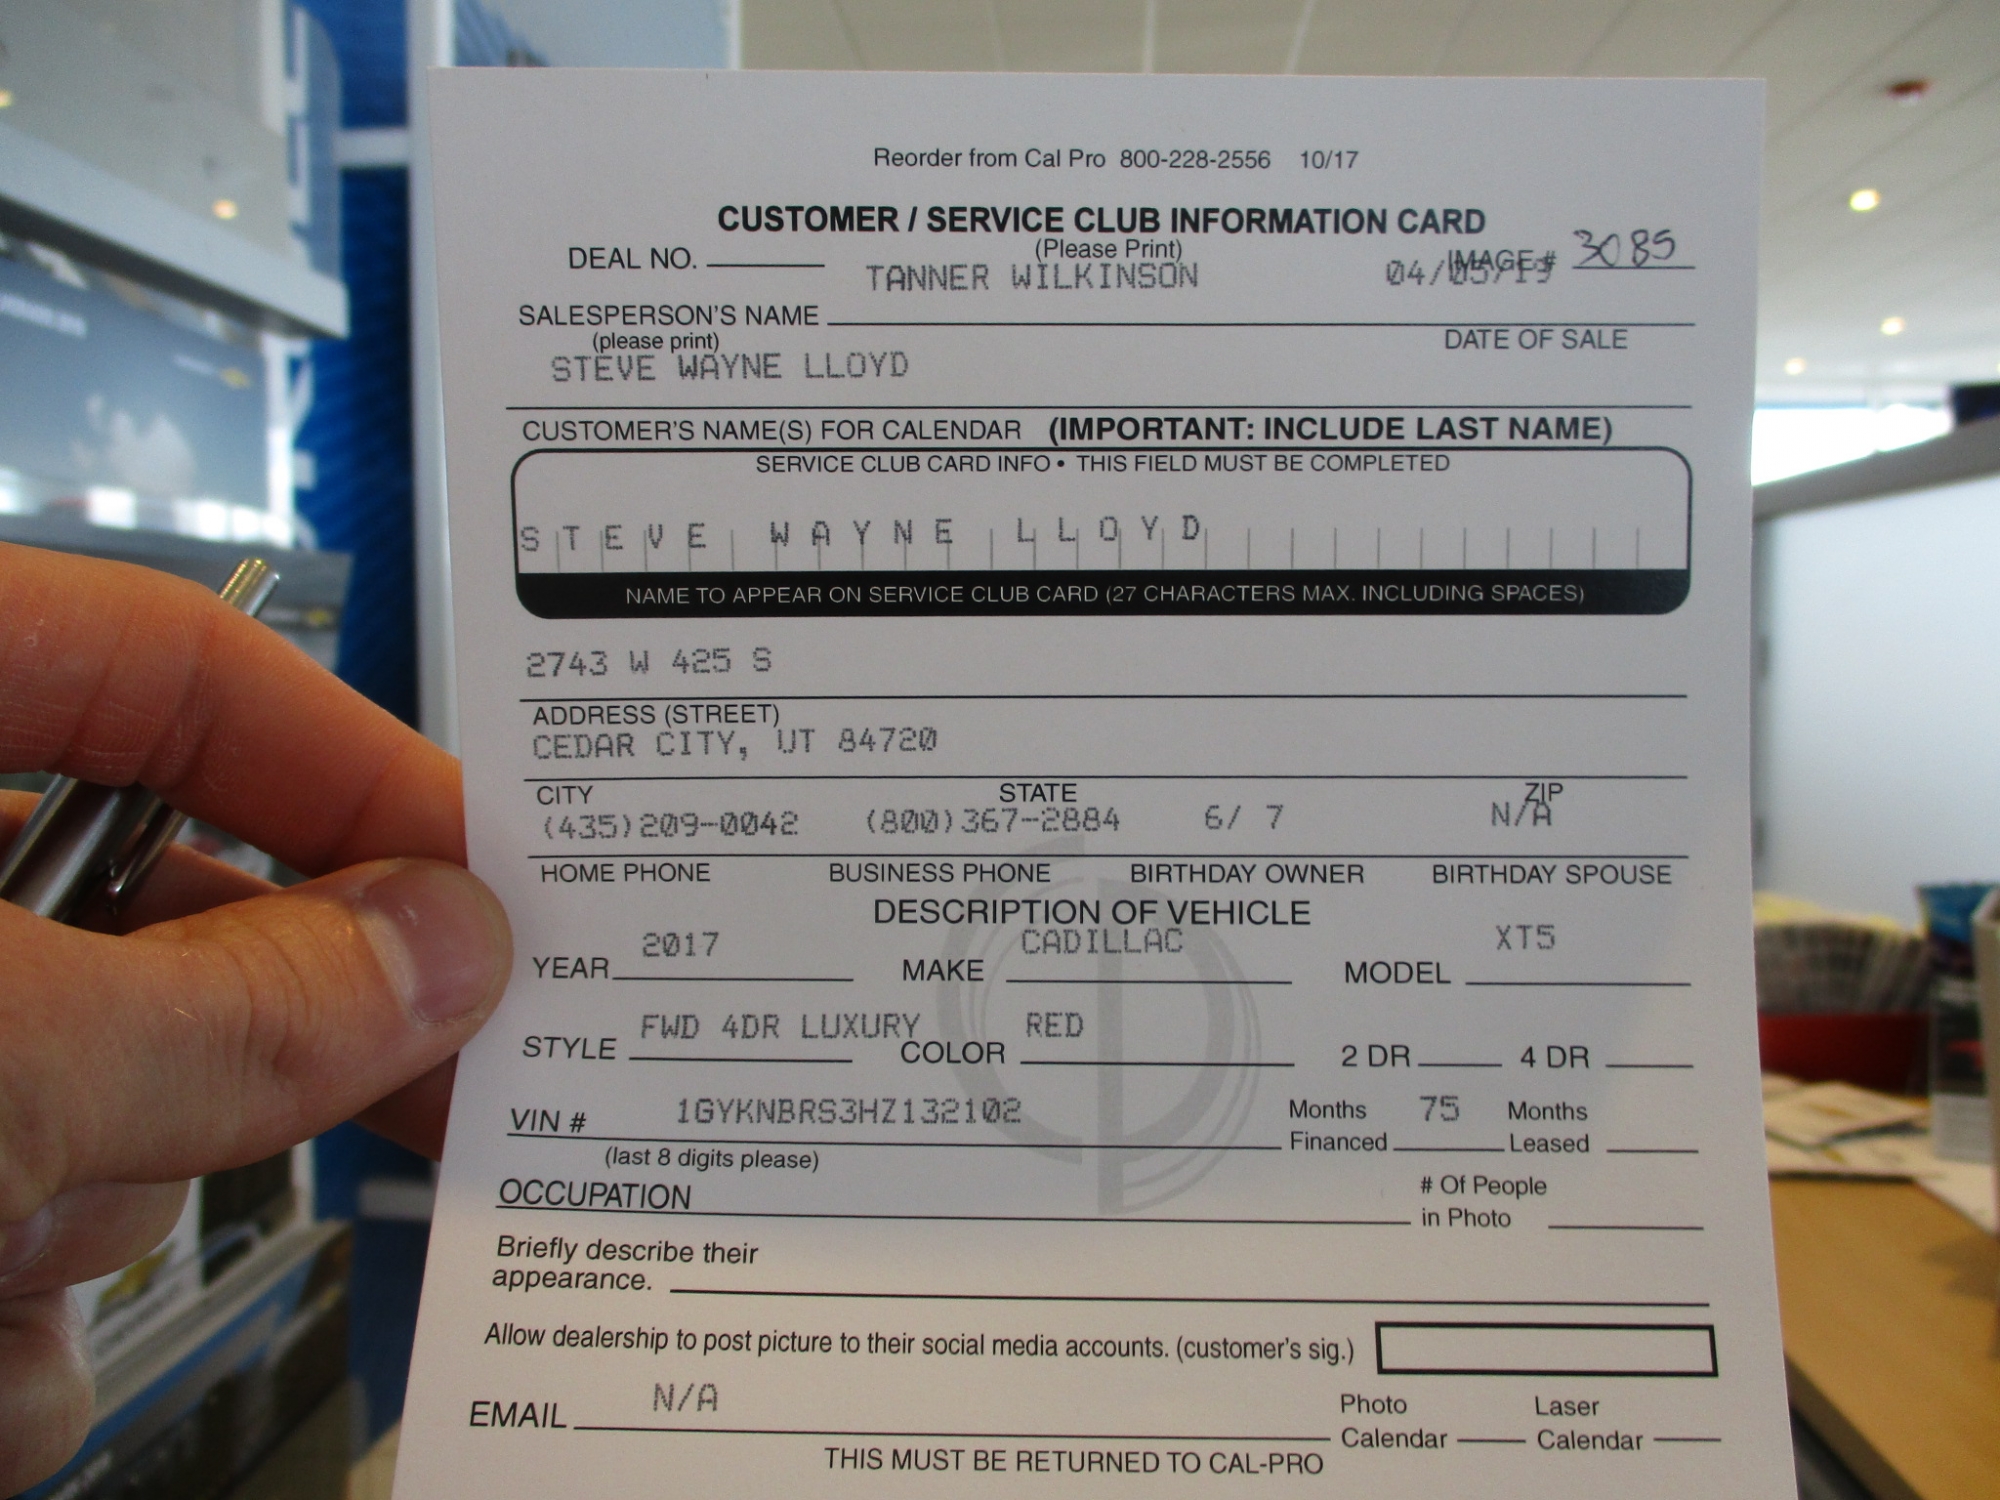 Reorder from Cal Pro 800-228-2556 10/17
CUSTOMER / SERVICE CLUB INFORMATION CARD
(Please Print)
DEAL NO. IMAGE # 3085
TANNER WILKINSON 04/05/19
SALESPERSON'S NAME
(please print) DATE OF SALE
STEVE WAYNE LLOYD
CUSTOMER'S NAME(S) FOR CALENDAR (IMPORTANT: INCLUDE LAST NAME)
SERVICE CLUB CARD INFO • THIS FIELD MUST BE COMPLETED
STEVE WAYNE LLOYD
NAME TO APPEAR ON SERVICE CLUB CARD (27 CHARACTERS MAX. INCLUDING SPACES)
2743 W 425 S
ADDRESS (STREET)
CEDAR CITY, UT 84720
CITY STATE ZIP
(435)209-0042 (800)367-2884 6/ 7 N/A
HOME PHONE BUSINESS PHONE BIRTHDAY OWNER BIRTHDAY SPOUSE
DESCRIPTION OF VEHICLE
YEAR 2017 MAKE CADILLAC MODEL XT5
STYLE FWD 4DR LUXURY COLOR RED 2 DR 4 DR
VIN # 1GYKNBRS3HZ132102 Months Financed 75 Months Leased
(last 8 digits please)
OCCUPATION # Of People in Photo
Briefly describe their
appearance.
Allow dealership to post picture to their social media accounts. (customer's sig.)
EMAIL N/A Photo Calendar Laser Calendar
THIS MUST BE RETURNED TO CAL-PRO